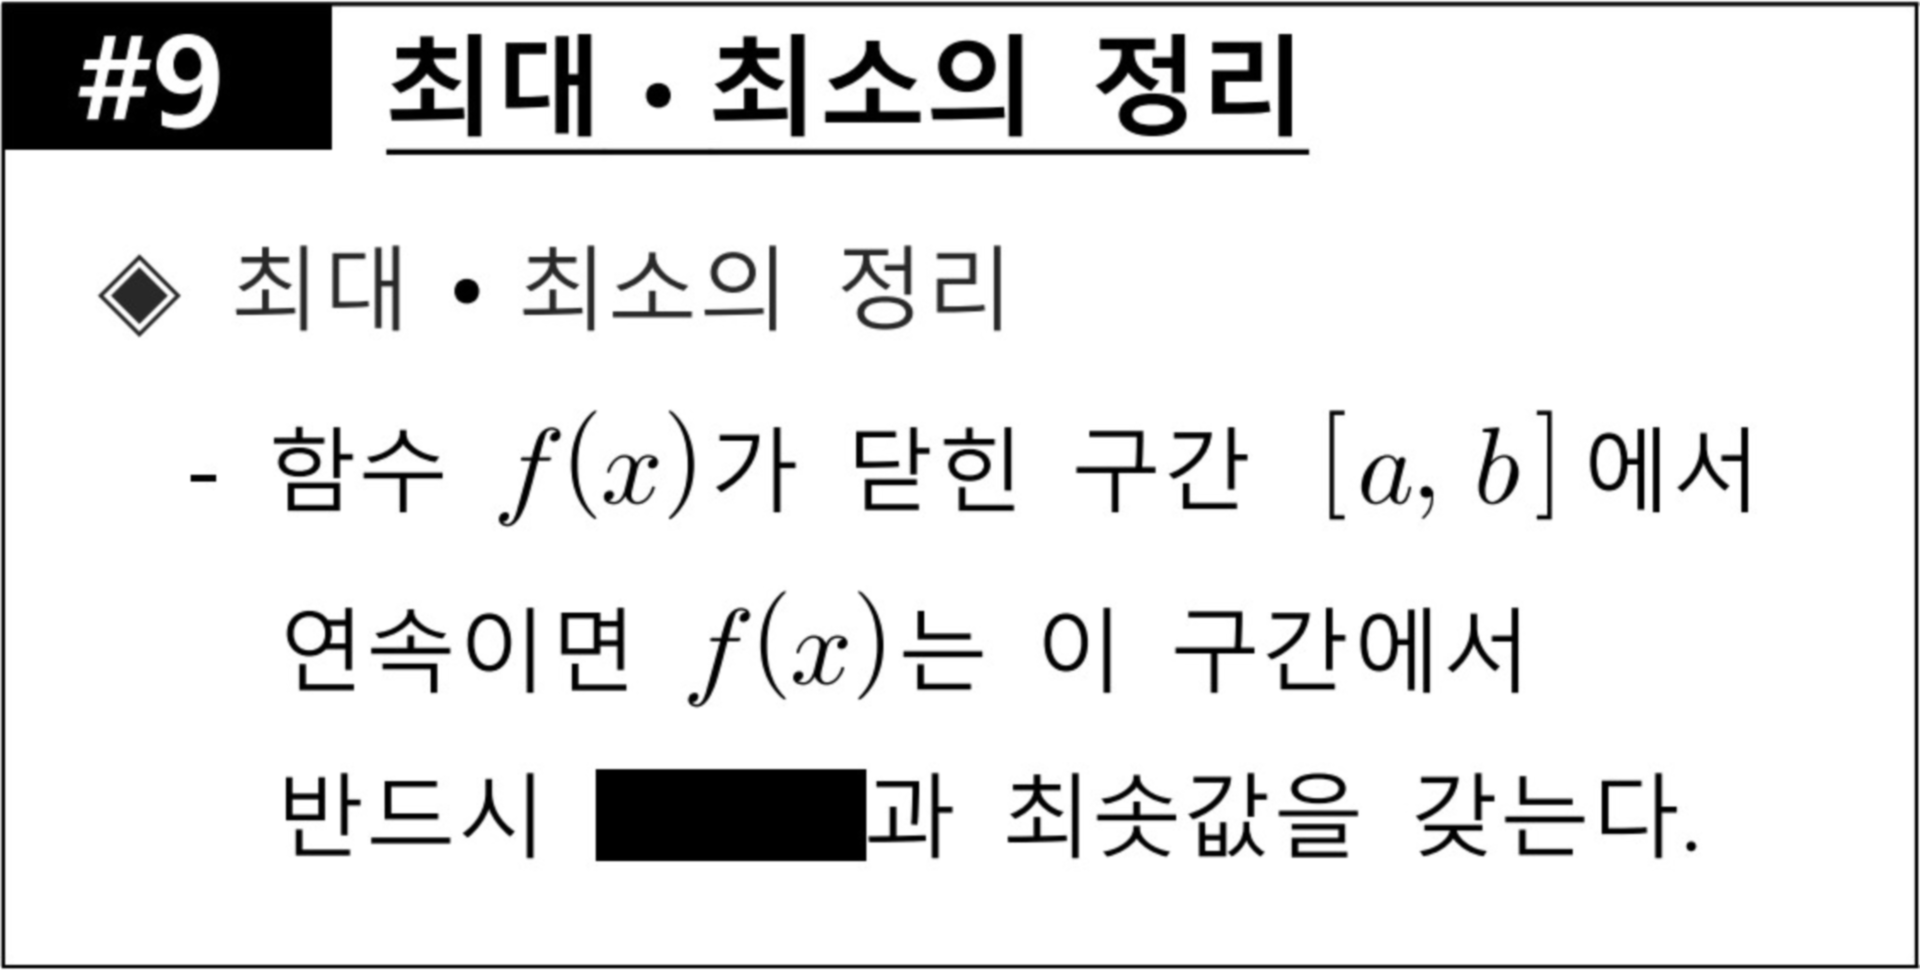 #9 최대・최소의 정리
◈ 최대・최소의 정리
- 함수 f(x)가 닫힌 구간 [a, b]에서
연속이면 f(x)는 이 구간에서
반드시 과 최솟값을 갖는다.